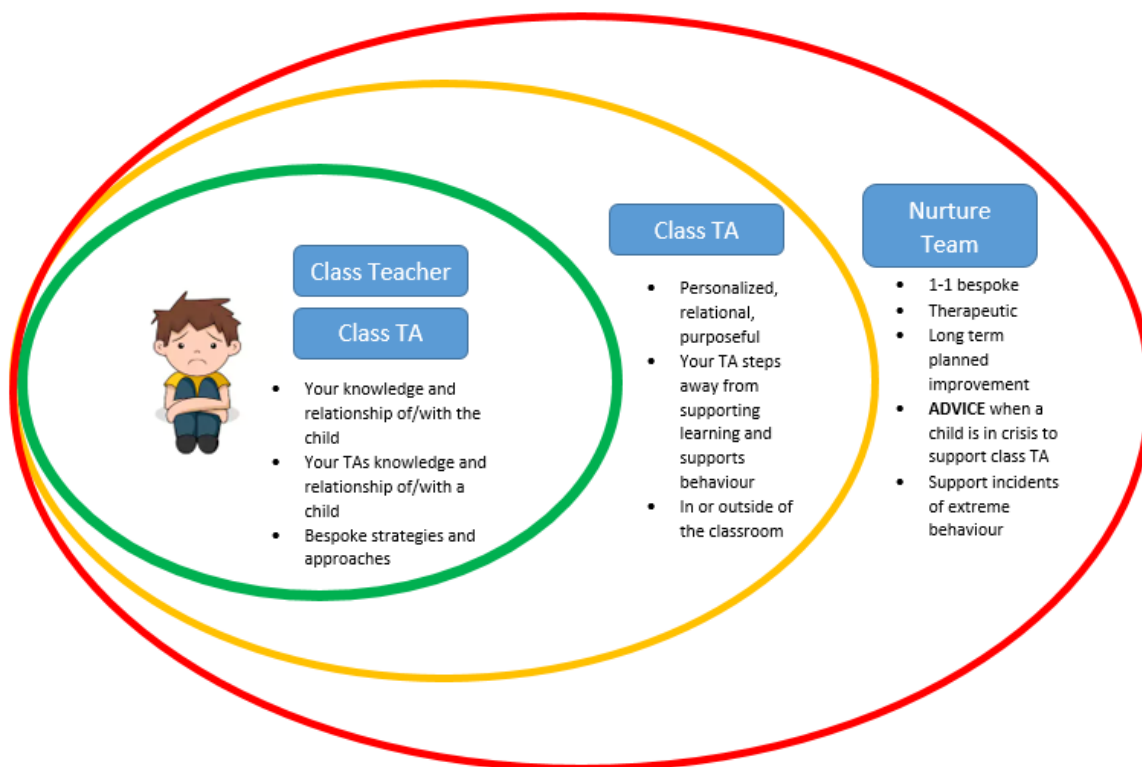 Class Teacher
Class TA
• Your knowledge and
relationship of/with the
child
• Your TAs knowledge and
relationship of/with a
child
• Bespoke strategies and
approaches
Class TA
• Personalized,
relational,
purposeful
• Your TA steps
away from
supporting
learning and
supports
behaviour
• In or outside of
the classroom
Nurture
Team
• 1-1 bespoke
• Therapeutic
• Long term
planned
improvement
• ADVICE when a
child is in crisis to
support class TA
• Support incidents
of extreme
behaviour